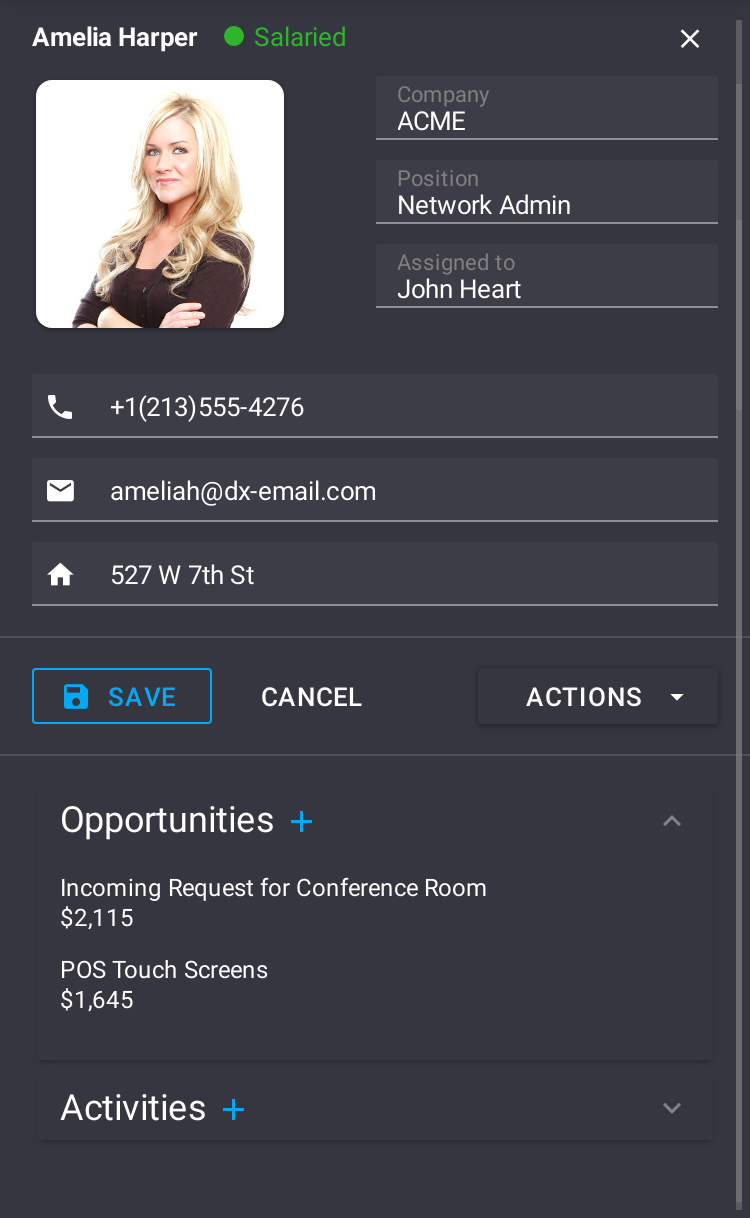 Amelia Harper Salaried
Company
ACME
Position
Network Admin
Assigned to
John Heart
+1(213)555-4276
ameliah@dx-email.com
527 W 7th St
SAVE CANCEL ACTIONS
Opportunities
Incoming Request for Conference Room
$2,115
POS Touch Screens
$1,645
Activities